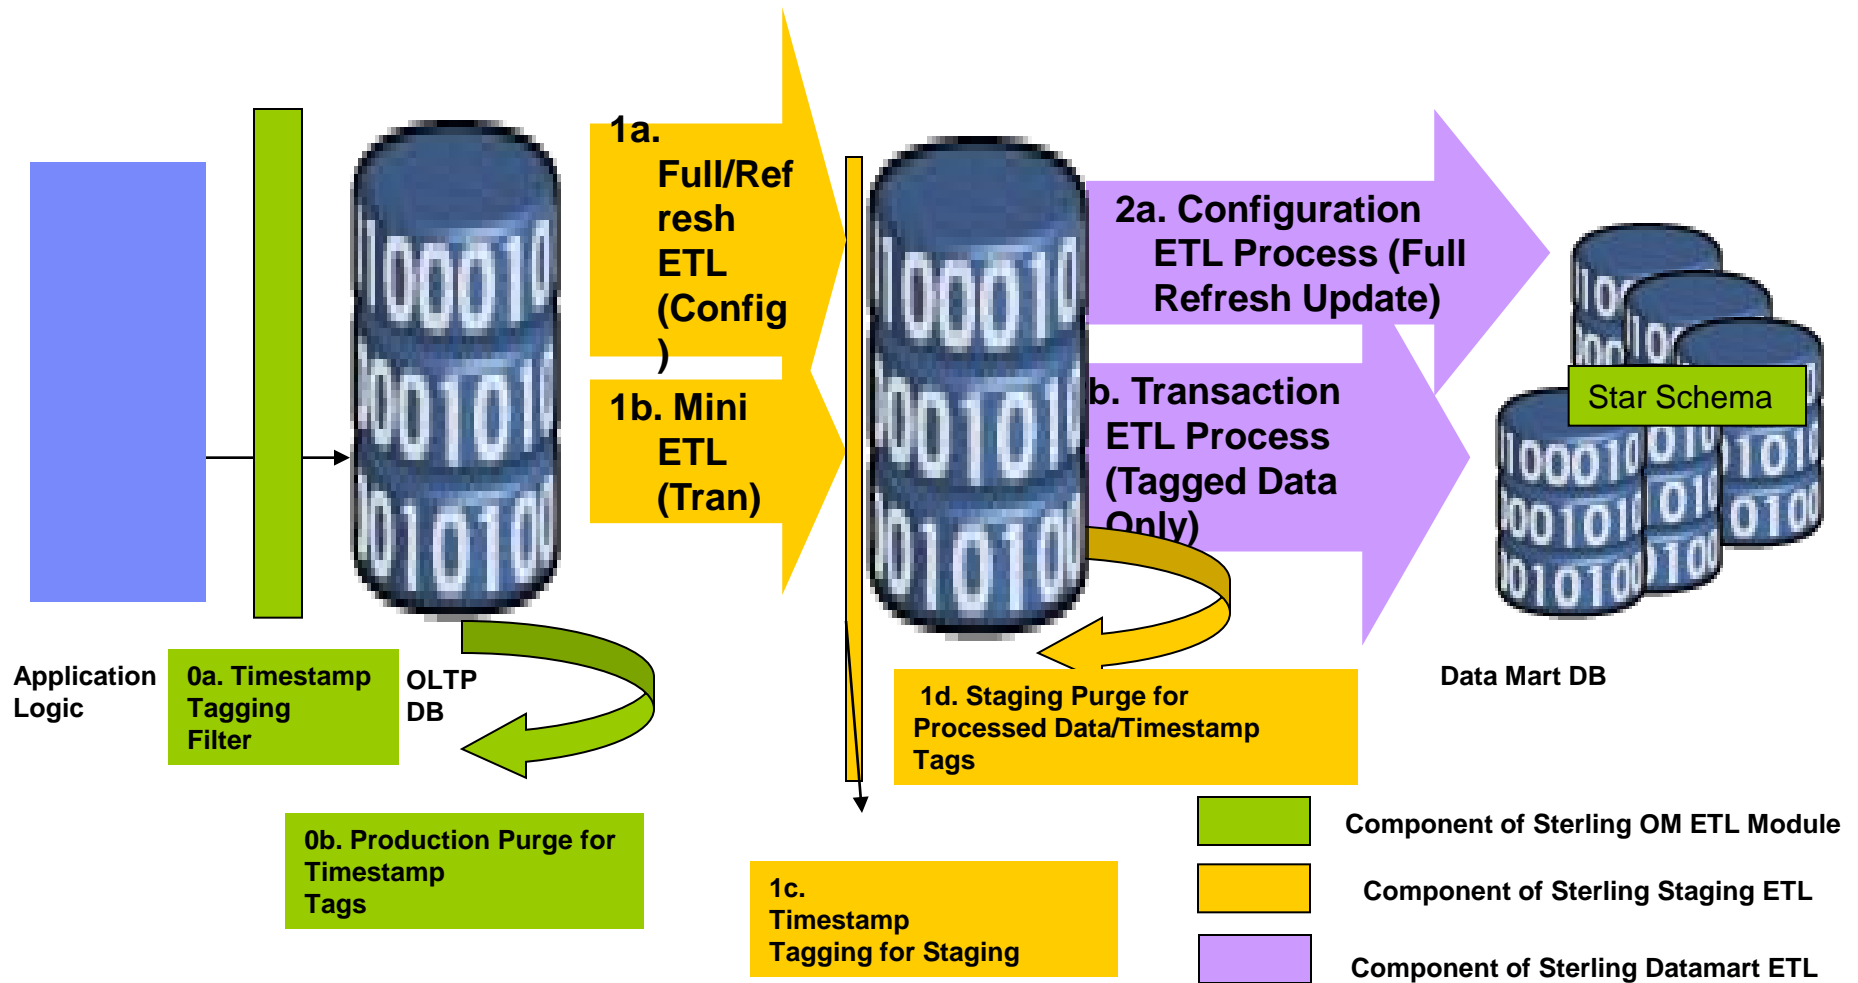 1a.
Full/Ref
resh
ETL
(Config
)
1b. Mini
ETL
(Tran)
2a. Configuration
ETL Process (Full
Refresh Update)
b. Transaction
ETL Process
(Tagged Data
Only)
Star Schema
Application
Logic
0a. Timestamp
Tagging
Filter
OLTP
DB
1d. Staging Purge for
Processed Data/Timestamp
Tags
Data Mart DB
0b. Production Purge for
Timestamp
Tags
1c.
Timestamp
Tagging for Staging
Component of Sterling OM ETL Module
Component of Sterling Staging ETL
Component of Sterling Datamart ETL